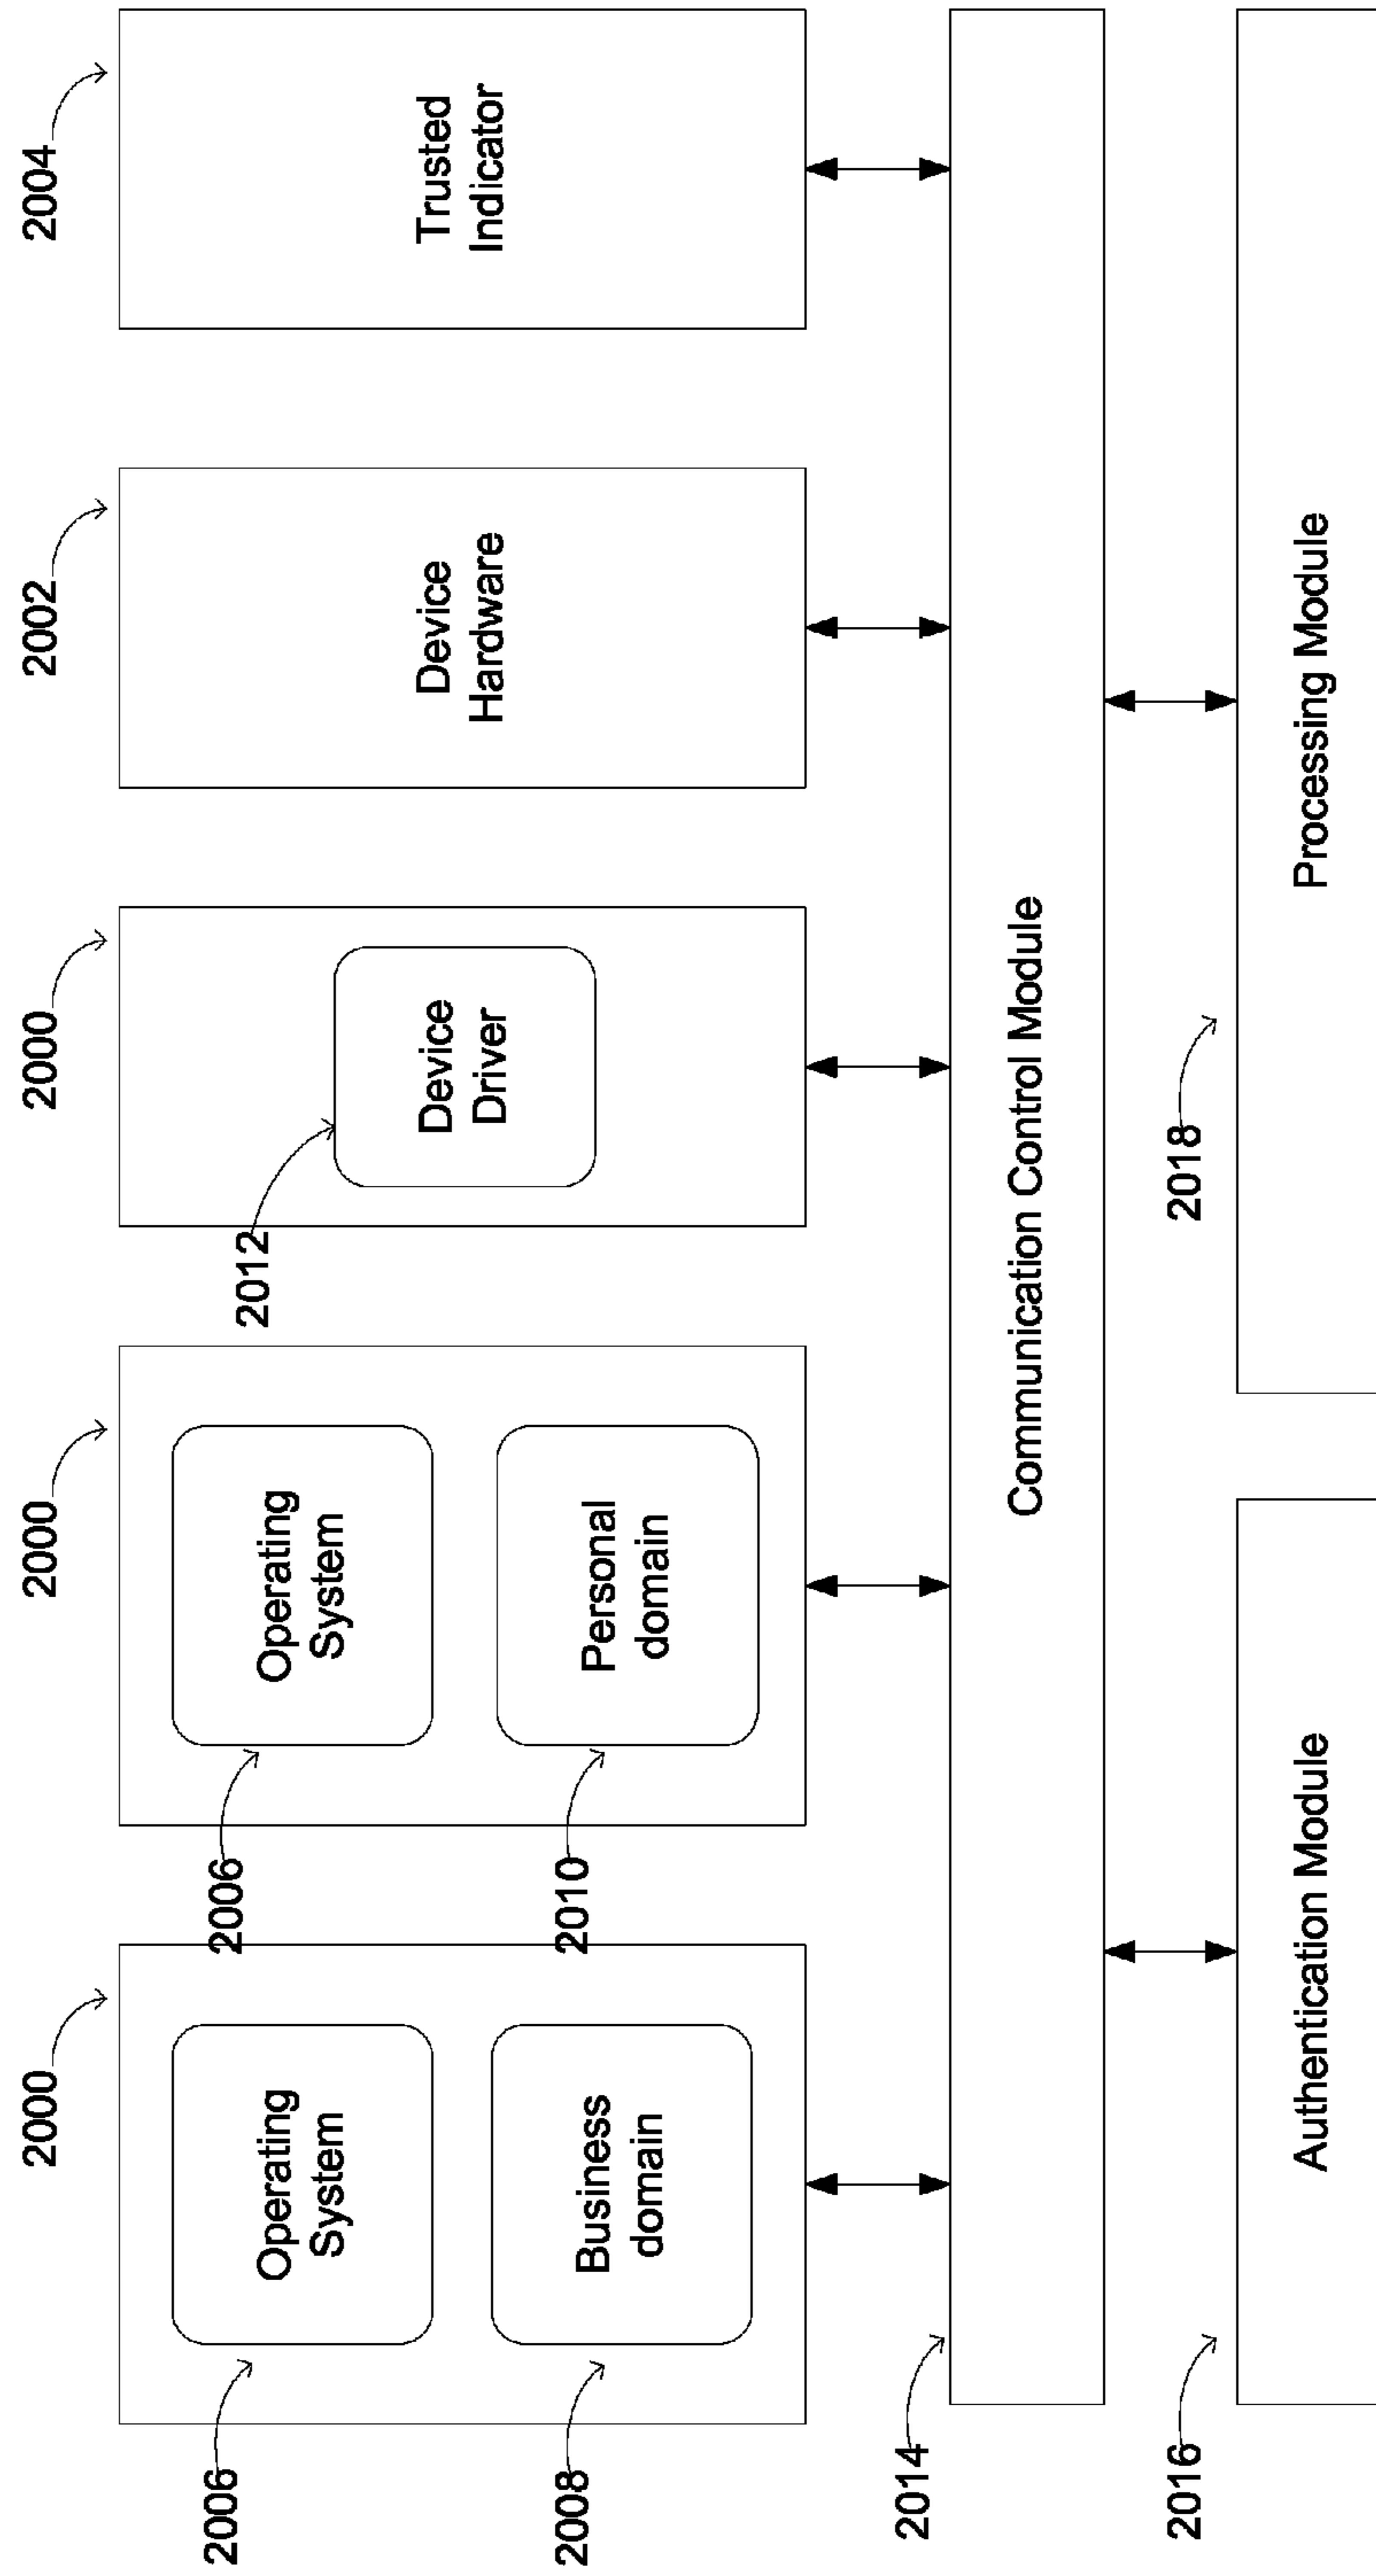 2000
2000
2000
2002
2004
Operating
System
Operating
System
Device
Driver
Device
Hardware
Trusted
Indicator
2006
2006
2012
Business
domain
Personal
domain
2008
2010
2014
Communication Control Module
2016
2018
Authentication Module
Processing Module